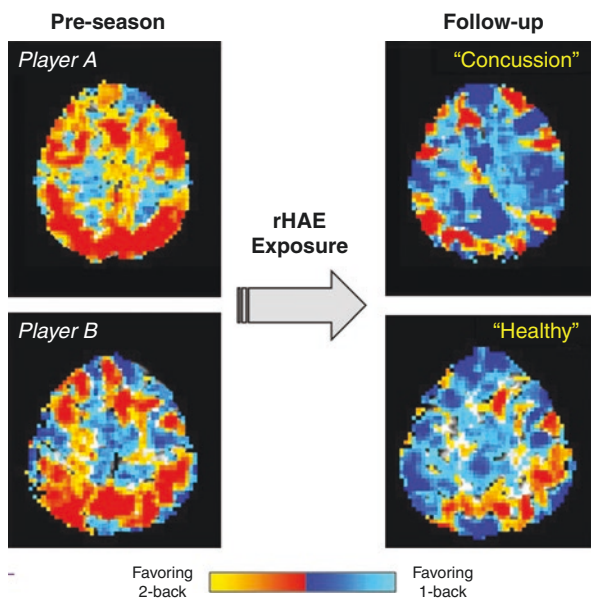 Pre-season
Follow-up
Player A
“Concussion”
rHAE
Exposure
Player B
“Healthy”
Favoring
2-back
Favoring
1-back